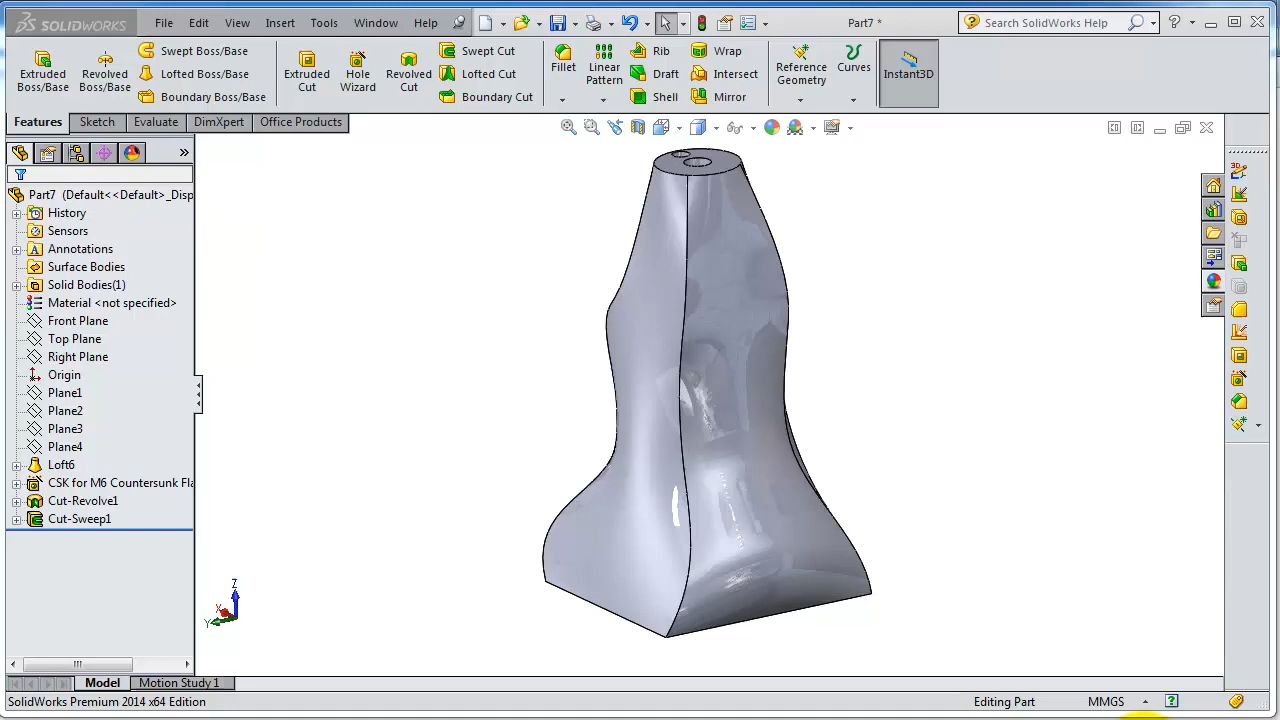 SOLIDWORKS File Edit View Insert Tools Window Help Part7 * Search SolidWorks Help
Extruded Boss/Base
Revolved Boss/Base
Swept Boss/Base
Lofted Boss/Base
Boundary Boss/Base
Extruded Cut
Hole Wizard
Revolved Cut
Swept Cut
Lofted Cut
Boundary Cut
Fillet
Linear Pattern
Rib
Draft
Shell
Wrap
Intersect
Mirror
Reference Geometry
Curves
Instant3D
Features Sketch Evaluate DimXpert Office Products
Part7 (Default<<Default>_Disp
History
Sensors
Annotations
Surface Bodies
Solid Bodies(1)
Material <not specified>
Front Plane
Top Plane
Right Plane
Origin
Plane1
Plane2
Plane3
Plane4
Loft6
CSK for M6 Countersunk Fla
Cut-Revolve1
Cut-Sweep1
Z
X
Y
Model Motion Study 1
SolidWorks Premium 2014 x64 Edition Editing Part MMGS